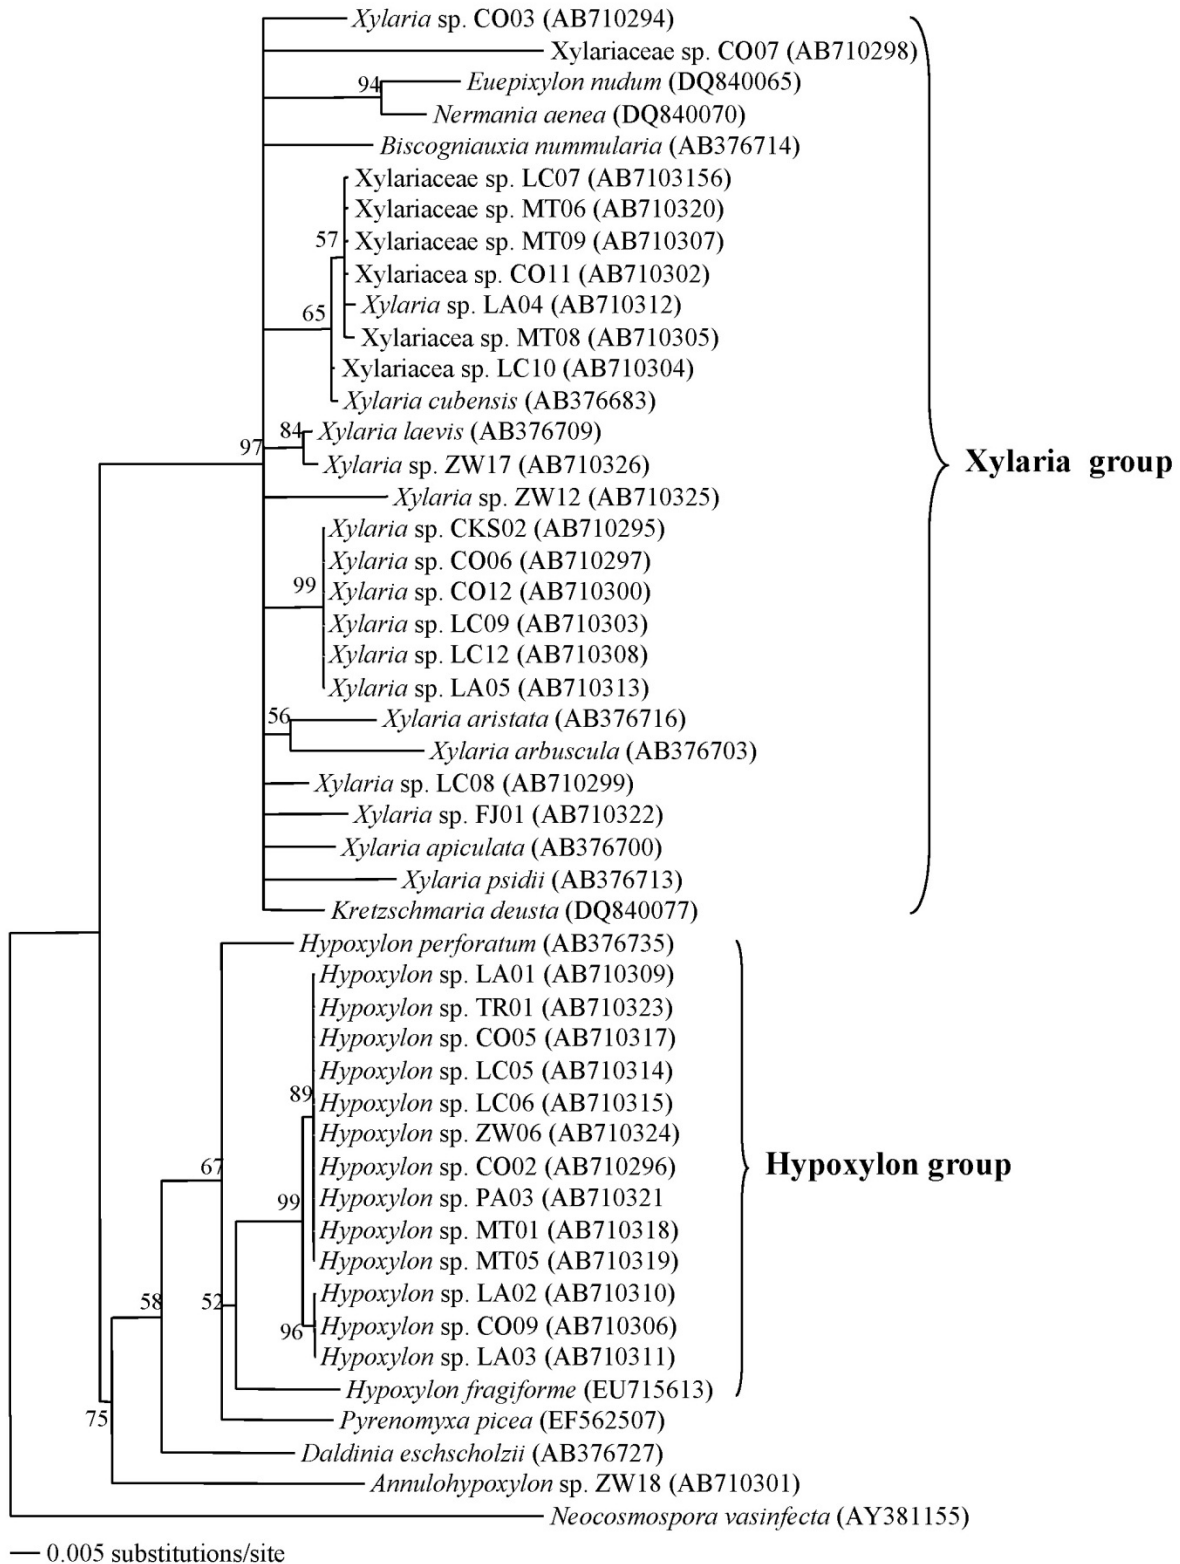 Xylaria sp. CO03 (AB710294)
Xylariaceae sp. CO07 (AB710298)
94
Euepixylon nudum (DQ840065)
Nermania aenea (DQ840070)
Biscogniauxia nummularia (AB376714)
Xylariaceae sp. LC07 (AB7103156)
Xylariaceae sp. MT06 (AB710320)
57
Xylariaceae sp. MT09 (AB710307)
Xylariacea sp. CO11 (AB710302)
65
Xylaria sp. LA04 (AB710312)
Xylariacea sp. MT08 (AB710305)
Xylariacea sp. LC10 (AB710304)
Xylaria cubensis (AB376683)
84
Xylaria laevis (AB376709)
97
Xylaria sp. ZW17 (AB710326)
Xylaria group
Xylaria sp. ZW12 (AB710325)
Xylaria sp. CKS02 (AB710295)
Xylaria sp. CO06 (AB710297)
99
Xylaria sp. CO12 (AB710300)
Xylaria sp. LC09 (AB710303)
Xylaria sp. LC12 (AB710308)
Xylaria sp. LA05 (AB710313)
56
Xylaria aristata (AB376716)
Xylaria arbuscula (AB376703)
Xylaria sp. LC08 (AB710299)
Xylaria sp. FJ01 (AB710322)
Xylaria apiculata (AB376700)
Xylaria psidii (AB376713)
Kretzschmaria deusta (DQ840077)
Hypoxylon perforatum (AB376735)
Hypoxylon sp. LA01 (AB710309)
Hypoxylon sp. TR01 (AB710323)
Hypoxylon sp. CO05 (AB710317)
Hypoxylon sp. LC05 (AB710314)
89
Hypoxylon sp. LC06 (AB710315)
Hypoxylon sp. ZW06 (AB710324)
67
Hypoxylon sp. CO02 (AB710296)
Hypoxylon group
99
Hypoxylon sp. PA03 (AB710321
Hypoxylon sp. MT01 (AB710318)
Hypoxylon sp. MT05 (AB710319)
58
52
Hypoxylon sp. LA02 (AB710310)
96
Hypoxylon sp. CO09 (AB710306)
Hypoxylon sp. LA03 (AB710311)
Hypoxylon fragiforme (EU715613)
75
Pyrenomyxa picea (EF562507)
Daldinia eschscholzii (AB376727)
Annulohypoxylon sp. ZW18 (AB710301)
Neocosmospora vasinfecta (AY381155)
0.005 substitutions/site